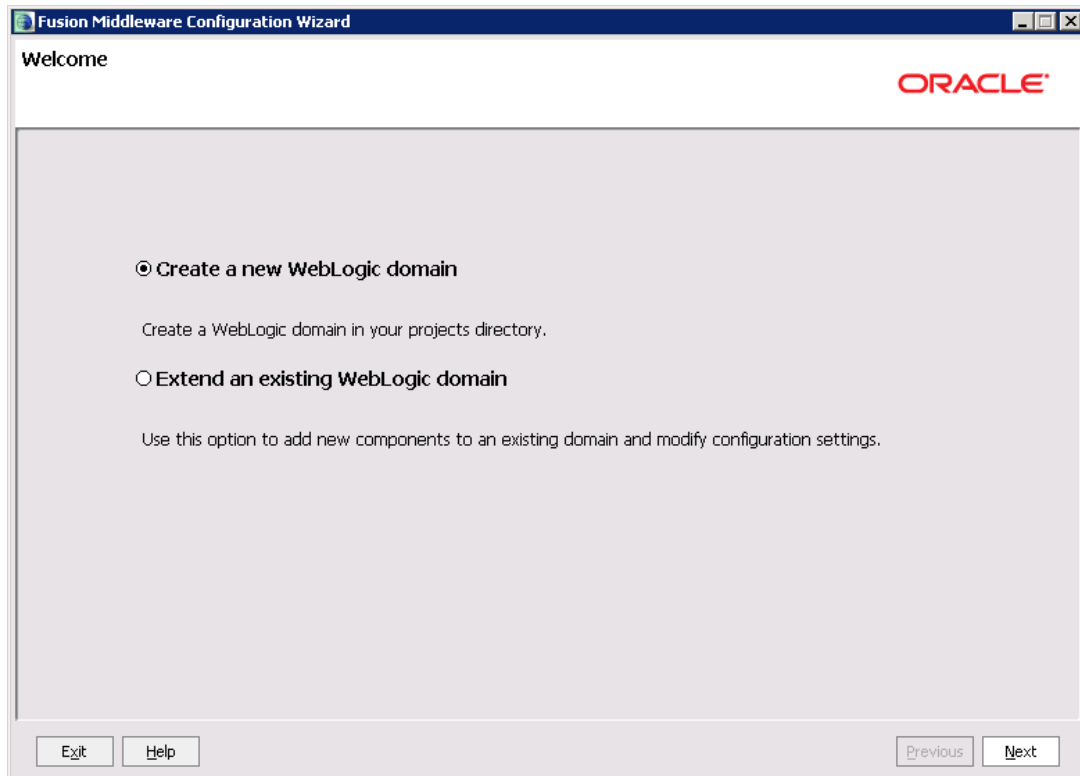 Fusion Middleware Configuration Wizard
Welcome
ORACLE
Create a new WebLogic domain
Create a WebLogic domain in your projects directory.
Extend an existing WebLogic domain
Use this option to add new components to an existing domain and modify configuration settings.
Exit Help Previous Next